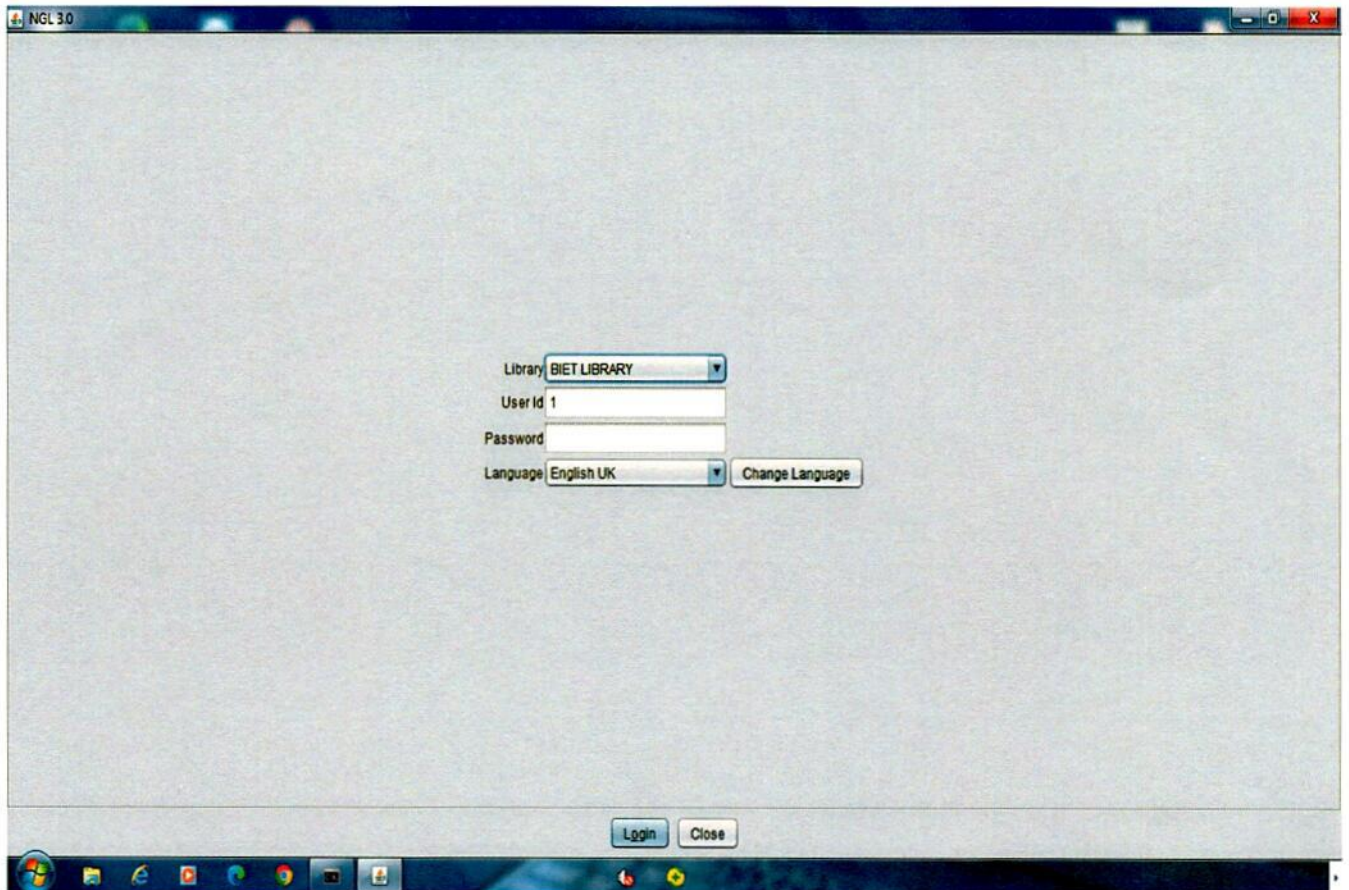 NGL 3.0
Library BIET LIBRARY
User Id 1
Password
Language English UK Change Language
Login Close